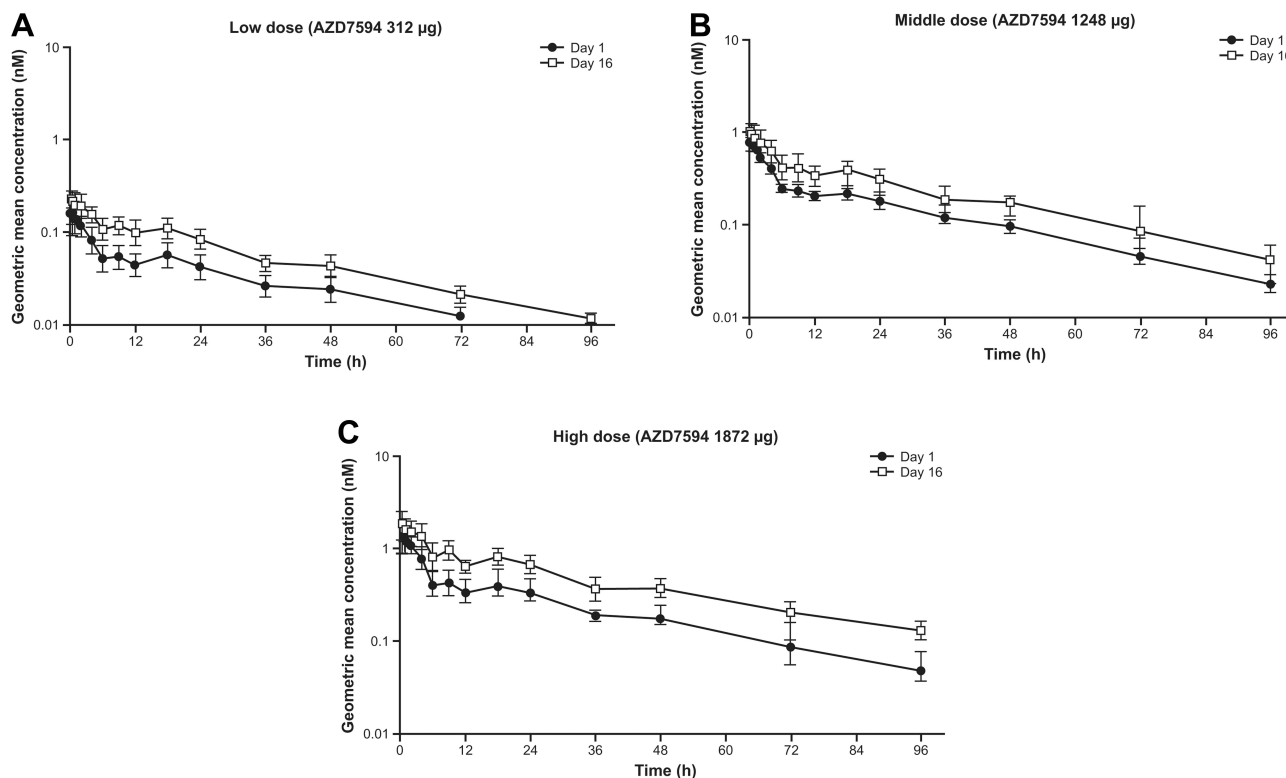 A
Low dose (AZD7594 312 µg)
Day 1
Day 16
Geometric mean concentration (nM)
10
1
0.1
0.01
0 12 24 36 48 60 72 84 96
Time (h)
B
Middle dose (AZD7594 1248 µg)
Day 1
Day 16
Geometric mean concentration (nM)
10
1
0.1
0.01
0 12 24 36 48 60 72 84 96
Time (h)
C
High dose (AZD7594 1872 µg)
Day 1
Day 16
Geometric mean concentration (nM)
10
1
0.1
0.01
0 12 24 36 48 60 72 84 96
Time (h)